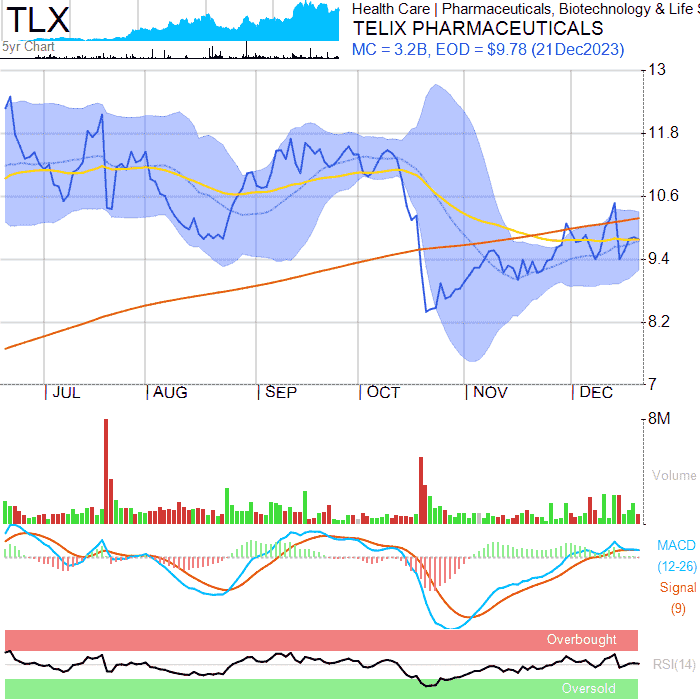 TLX
5yr Chart
Health Care | Pharmaceuticals, Biotechnology & Life S
TELIX PHARMACEUTICALS
MC = 3.2B, EOD = $9.78 (21Dec2023)
13
11.8
10.6
9.4
8.2
7
JUL AUG SEP OCT NOV DEC
8M
Volume
MACD
(12-26)
Signal
(9)
Overbought
RSI(14)
Oversold